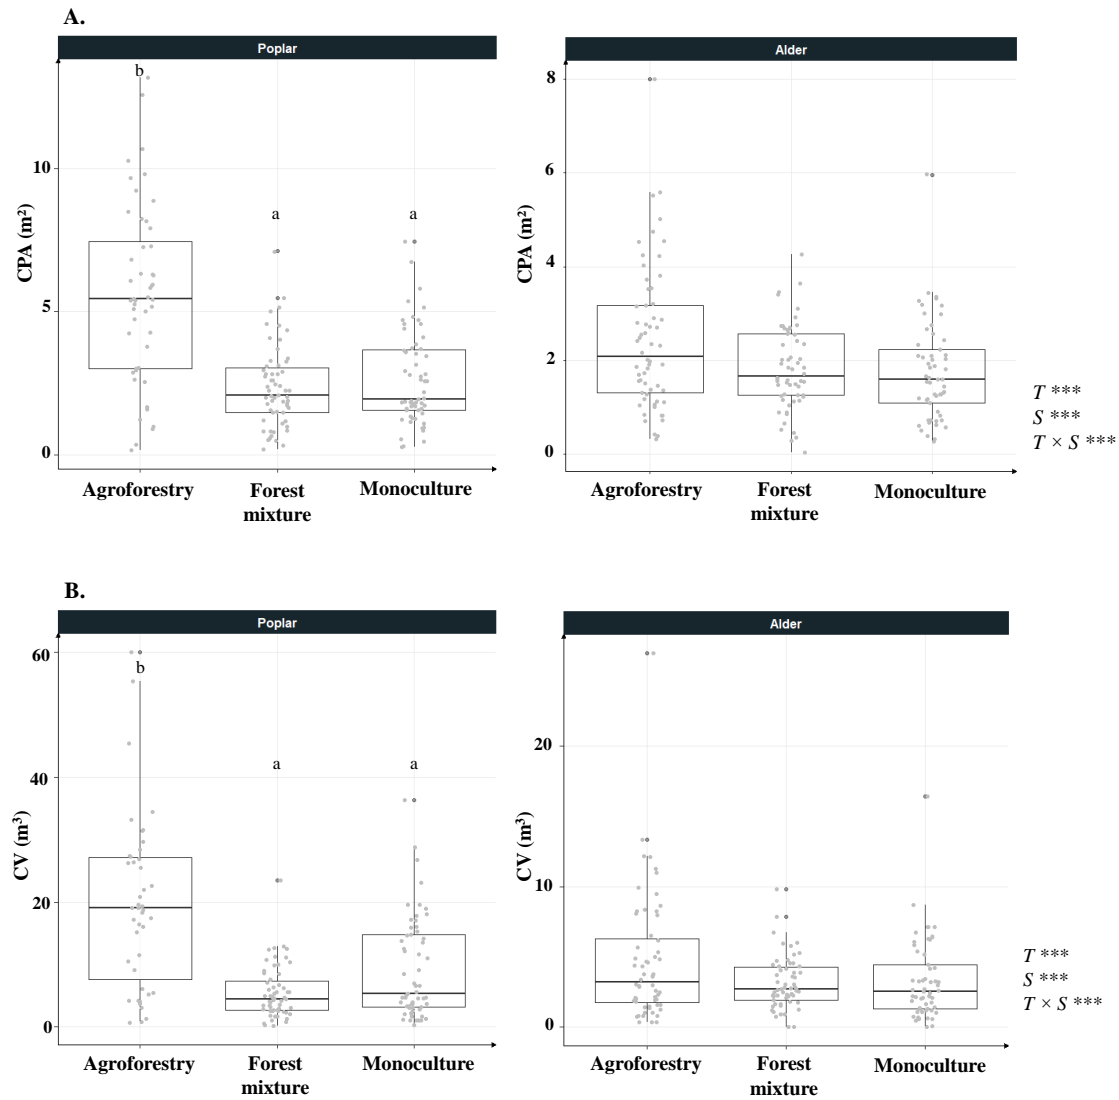 A.
Poplar
b
a
a
10
5
0
CPA (m²)
Agroforestry
Forest
mixture
Monoculture
Alder
8
6
4
2
0
CPA (m²)
Agroforestry
Forest
mixture
Monoculture
T ***
S ***
T × S ***
B.
Poplar
b
a
a
60
40
20
0
CV (m³)
Agroforestry
Forest
mixture
Monoculture
Alder
20
10
0
CV (m³)
Agroforestry
Forest
mixture
Monoculture
T ***
S ***
T × S ***